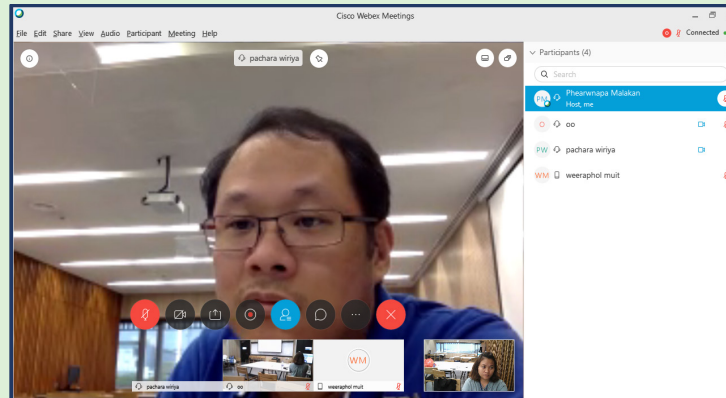 Cisco Webex Meetings
File Edit Share View Audio Participant Meeting Help
Connected
pachara wiriya
Participants (4)
Search
PM Phearwnapa Malakan
Host, me
O oo
PW pachara wiriya
WM weeraphol muit
WM
pachara wiriya
oo
weeraphol muit